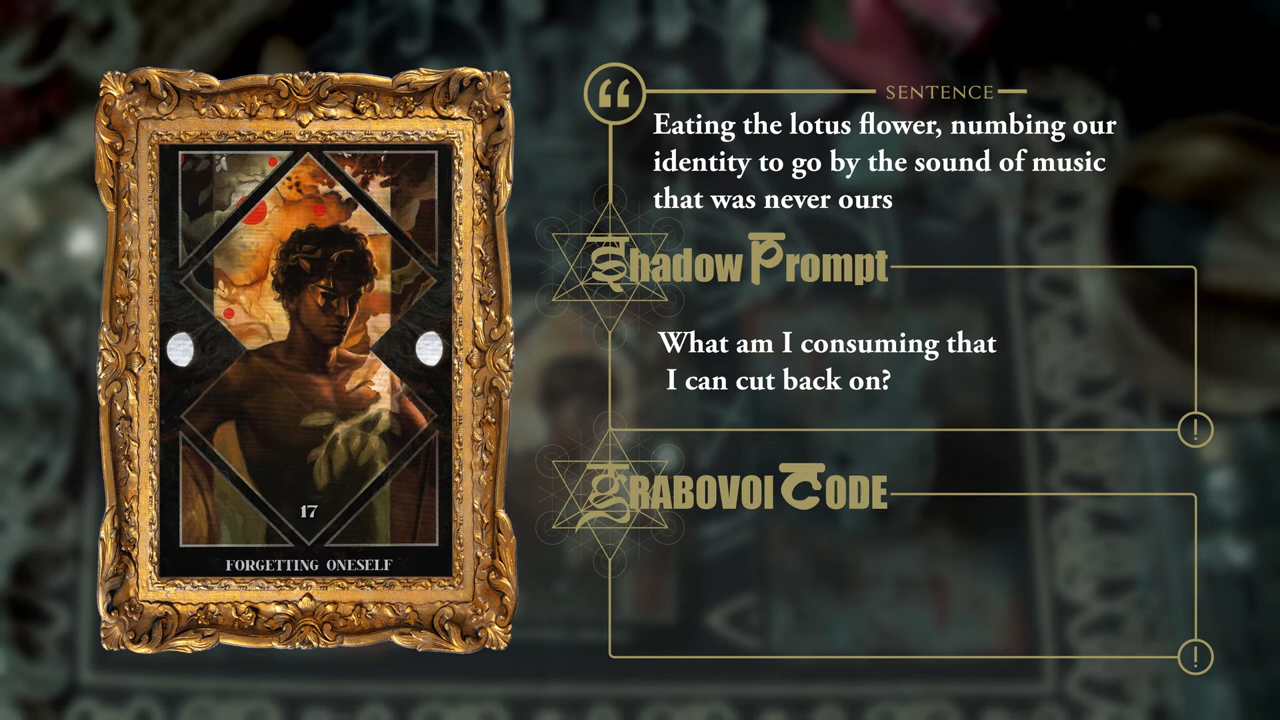 SENTENCE
Eating the lotus flower, numbing our
identity to go by the sound of music
that was never ours
Shadow Prompt
What am I consuming that
I can cut back on?
GRABOVOI CODE
17
FORGETTING ONESELF